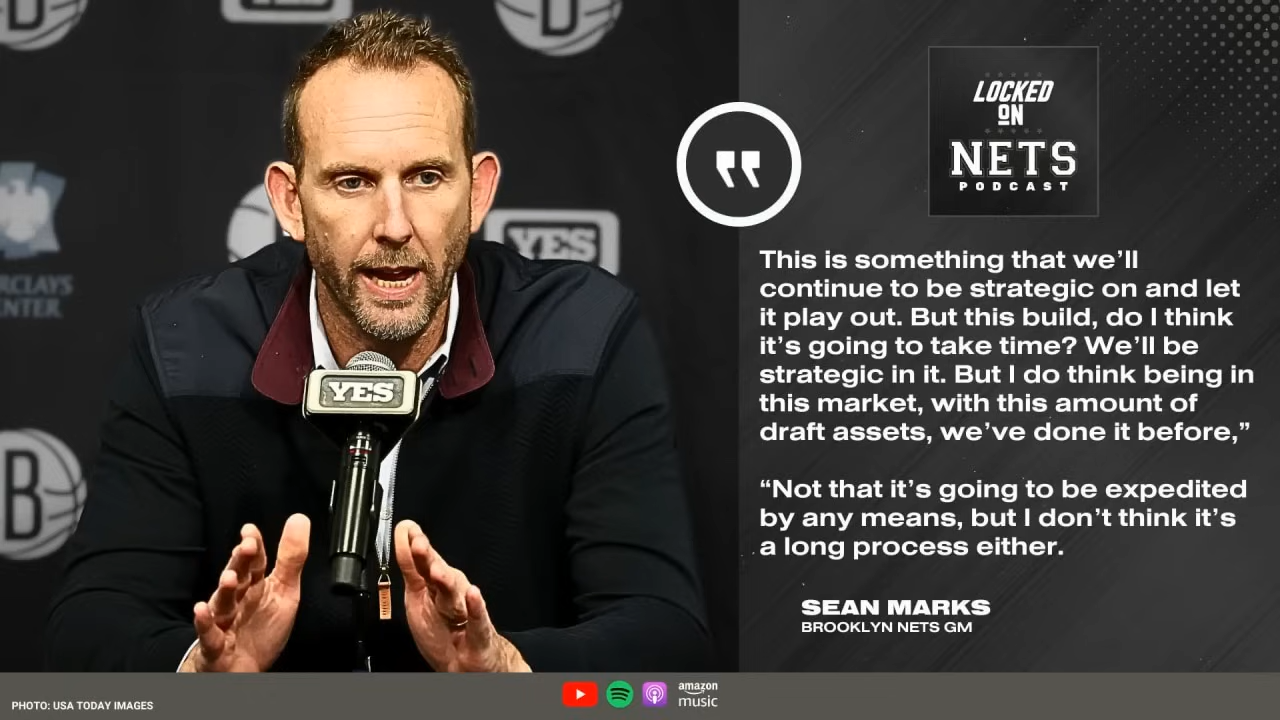 YES
RCLAYS
ENTER
B
YES
LOCKED
ON
NETS
PODCAST
This is something that we'll
continue to be strategic on and let
it play out. But this build, do I think
it's going to take time? We'll be
strategic in it. But I do think being in
this market, with this amount of
draft assets, we've done it before,”
“Not that it's going to be expedited
by any means, but I don't think it's
a long process either.
SEAN MARKS
BROOKLYN NETS GM
PHOTO: USA TODAY IMAGES
amazon
music